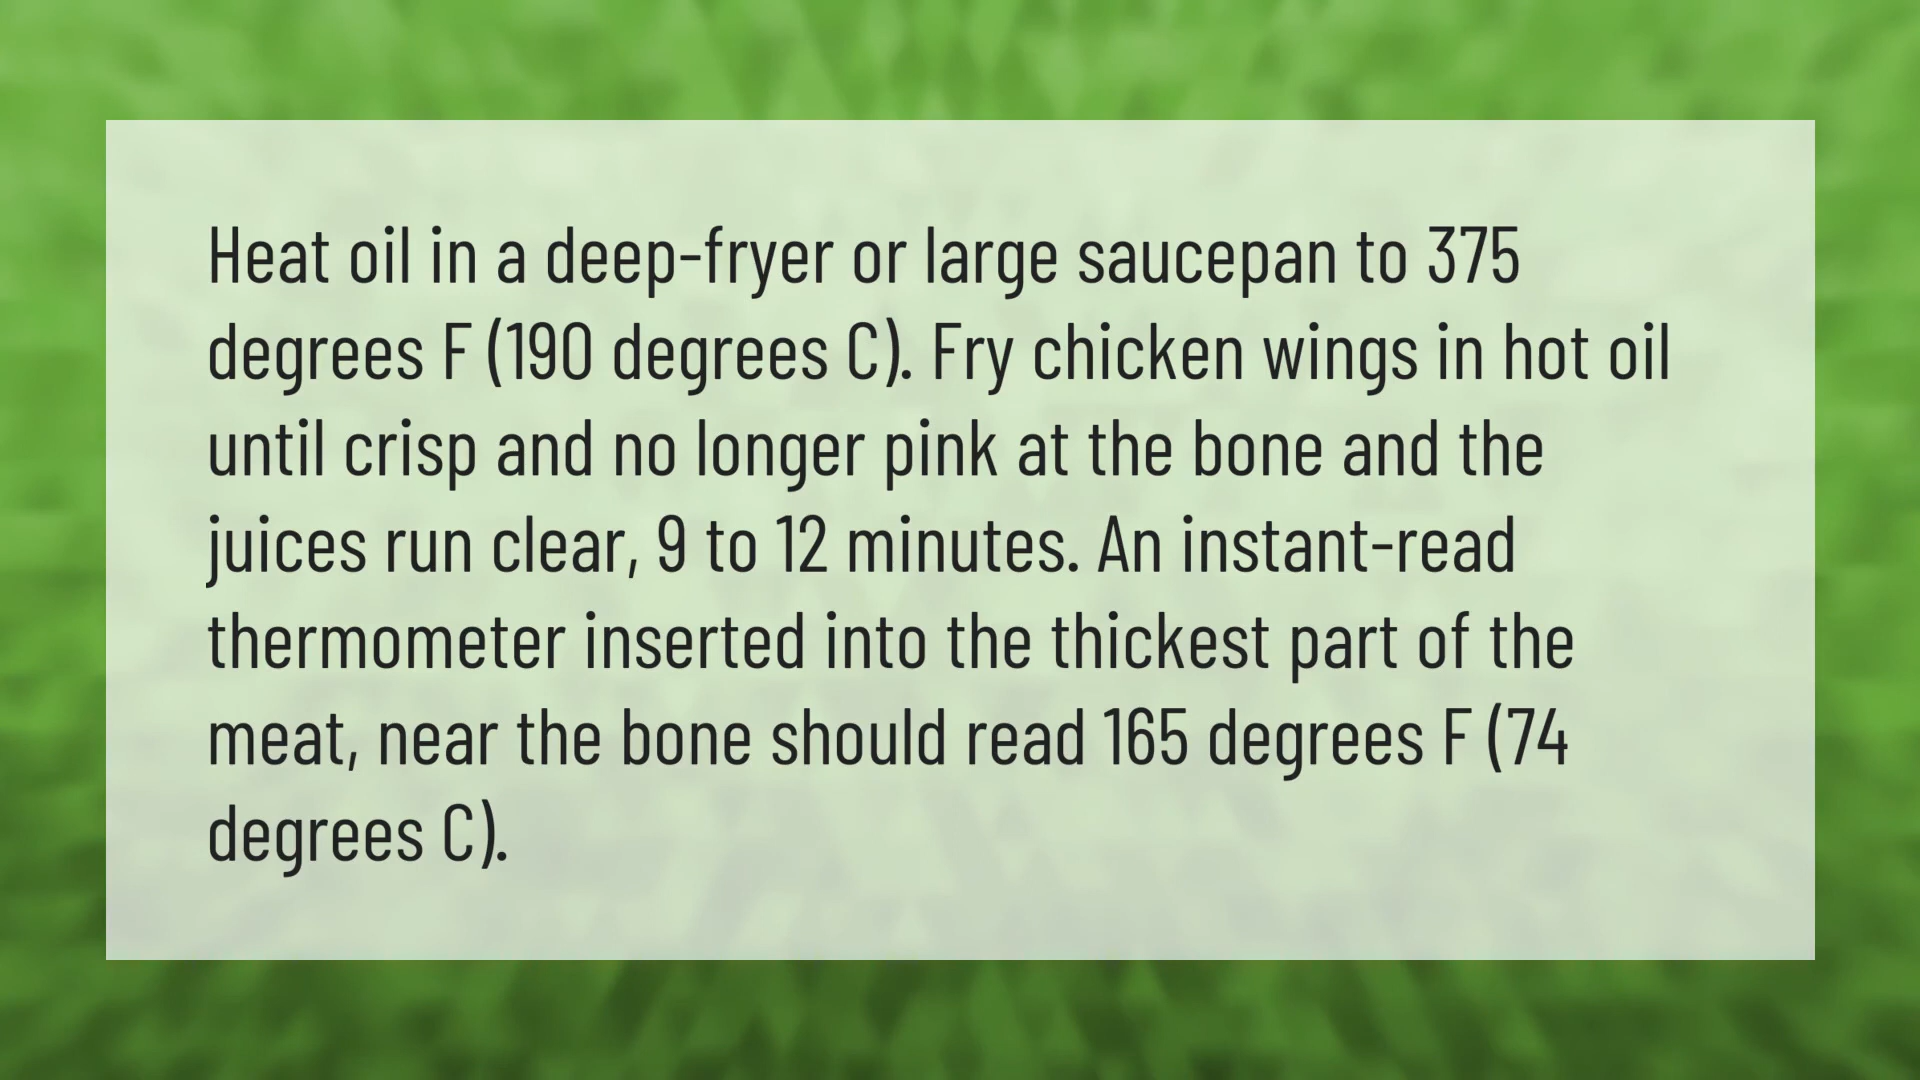 Heat oil in a deep-fryer or large saucepan to 375
degrees F (190 degrees C). Fry chicken wings in hot oil
until crisp and no longer pink at the bone and the
juices run clear, 9 to 12 minutes. An instant-read
thermometer inserted into the thickest part of the
meat, near the bone should read 165 degrees F (74
degrees C).